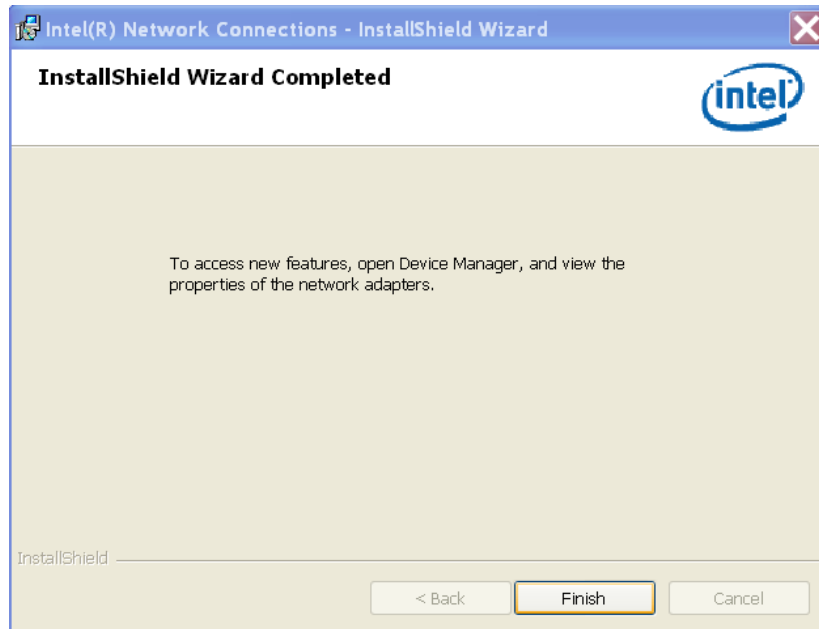 Intel(R) Network Connections - InstallShield Wizard
InstallShield Wizard Completed
intel
To access new features, open Device Manager, and view the
properties of the network adapters.
InstallShield
< Back
Finish
Cancel